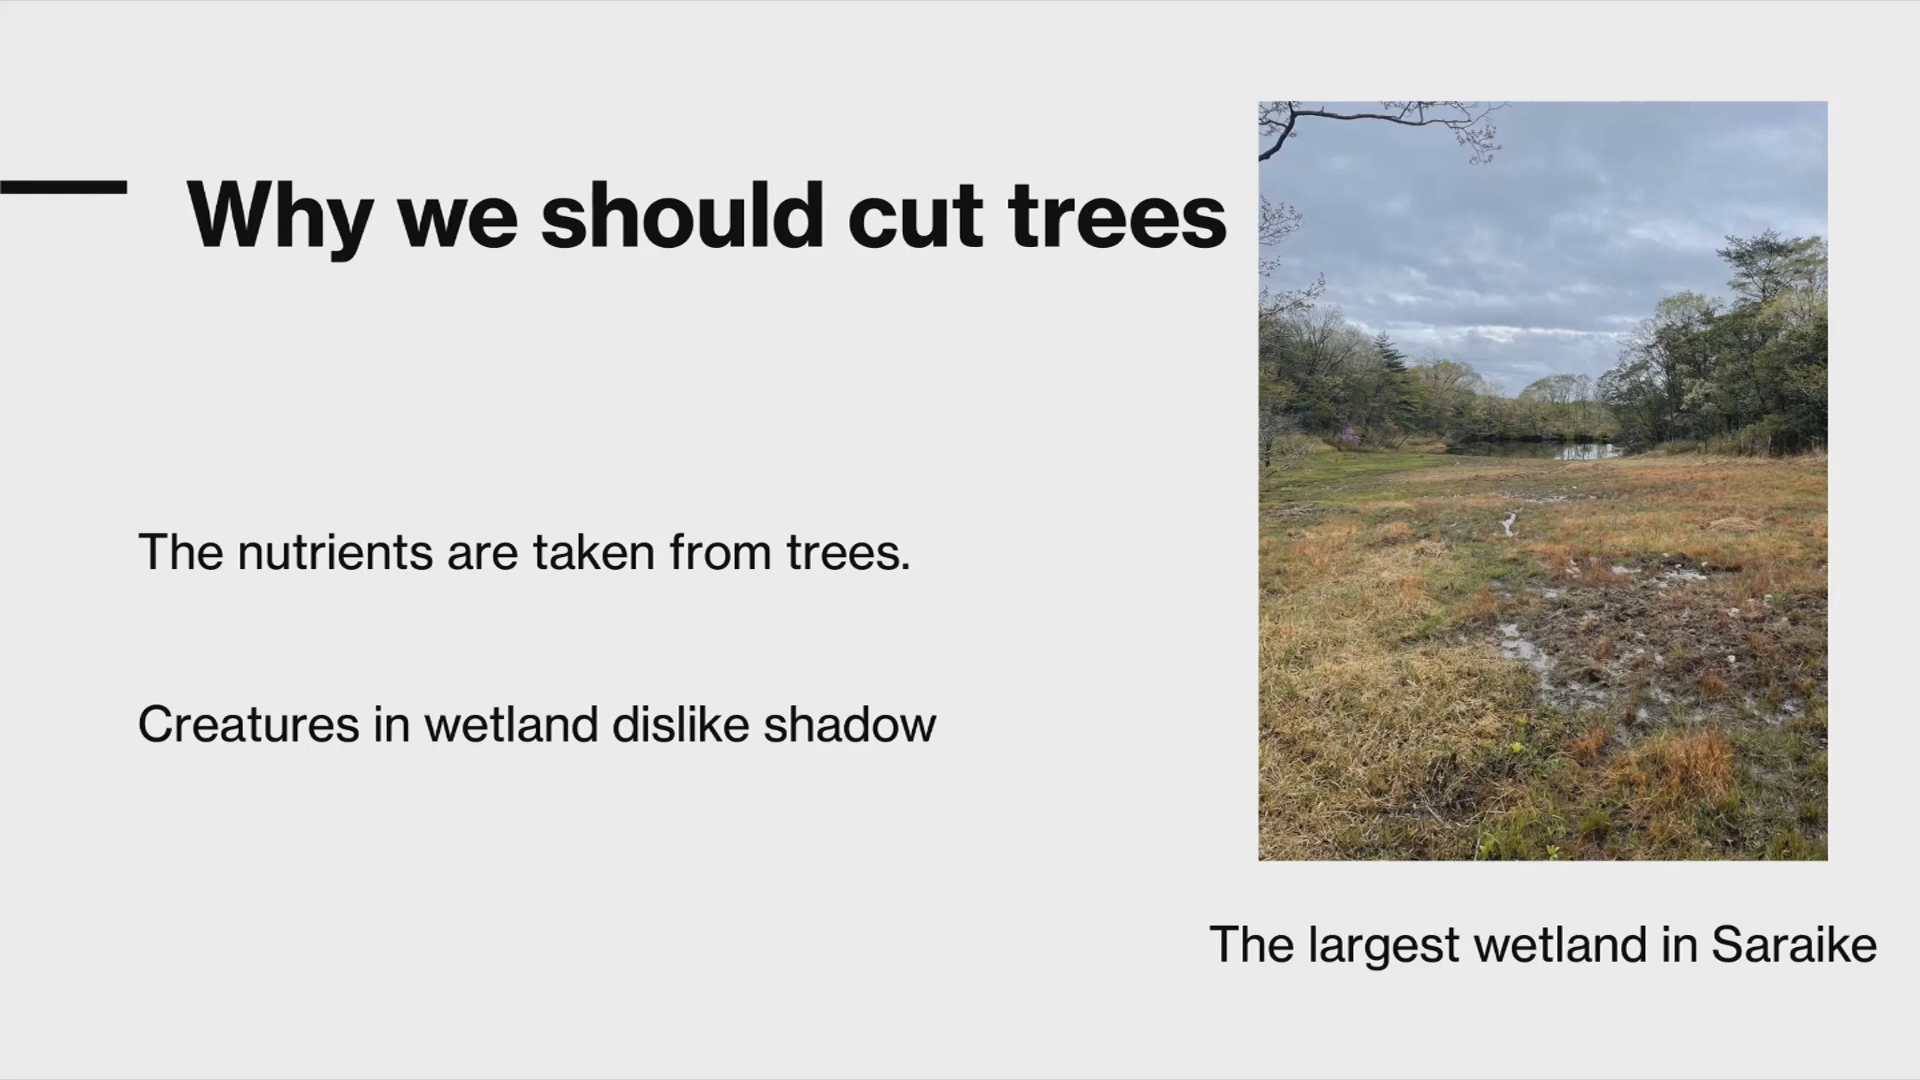 Why we should cut trees
The nutrients are taken from trees.
Creatures in wetland dislike shadow
The largest wetland in Saraike